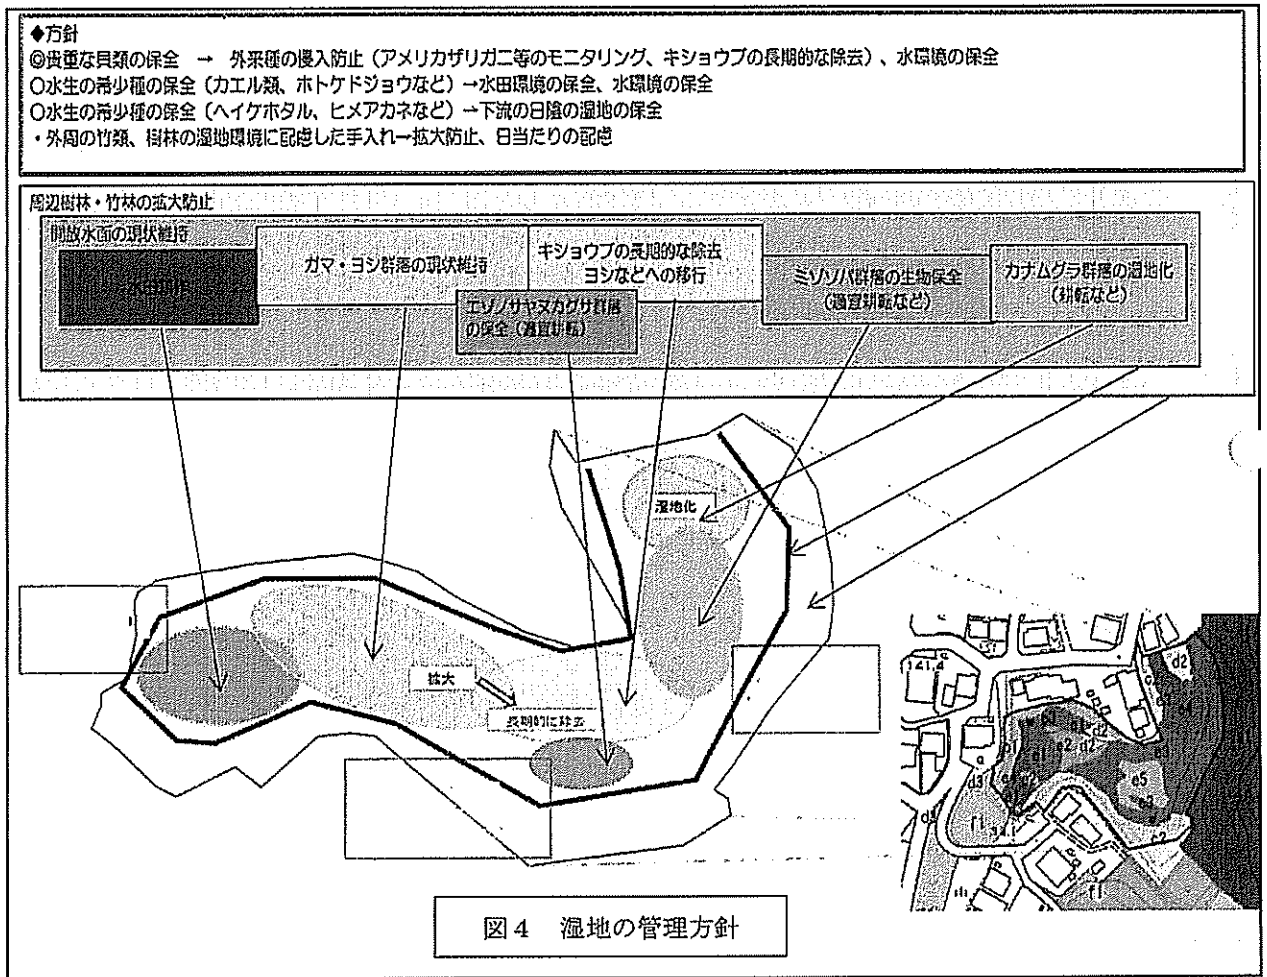 ◆方針
◎貴重な貝類の保全 → 外来種の侵入防止（アメリカザリガニ等のモニタリング、キショウブの長期的な除去）、水環境の保全
○水生の希少種の保全（カエル類、ホトケドジョウなど）→水田環境の保全、水環境の保全
○水生の希少種の保全（ヘイケボタル、ヒメアカネなど）→下流の日陰の湿地の保全
・外周の竹類、樹林の湿地環境に配慮した手入れ→拡大防止、日当たりの配慮
周辺樹林・竹林の拡大防止
開放水面の現状維持
ガマ・ヨシ群落の現状維持
キショウブの長期的な除去
ヨシなどへの移行
エゾノサヤヌカグサ群落
の保全（適宜耕転）
ミゾソバ群落の生物保全
（適宜耕転など）
カナムグラ群落の湿地化
（耕転など）
湿地化
拡大
長期的に除去
141.4
d2
d2
e2
d3
e5
c2
f1
f1
図４ 湿地の管理方針